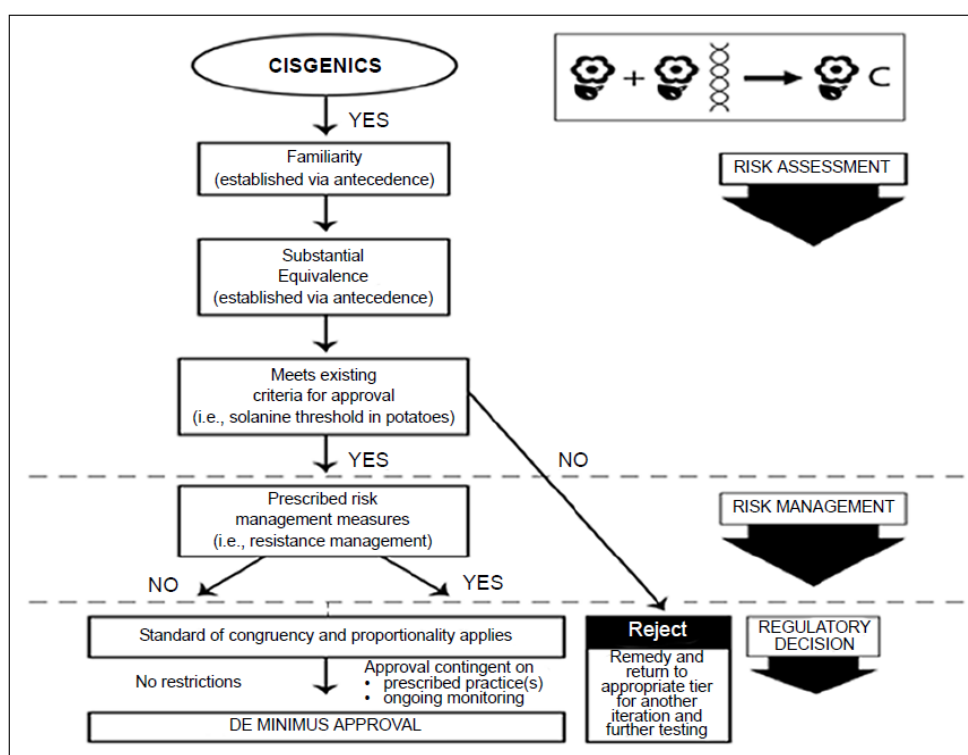 CISGENICS
+
C
YES
Familiarity
(established via antecedence)
RISK ASSESSMENT
Substantial
Equivalence
(established via antecedence)
Meets existing
criteria for approval
(i.e., solanine threshold in potatoes)
YES
NO
Prescribed risk
management measures
(i.e., resistance management)
RISK MANAGEMENT
NO
YES
Standard of congruency and proportionality applies
No restrictions
Approval contingent on
• prescribed practice(s)
• ongoing monitoring
DE MINIMUS APPROVAL
Reject
Remedy and
return to
appropriate tier
for another
iteration and
further testing
REGULATORY
DECISION